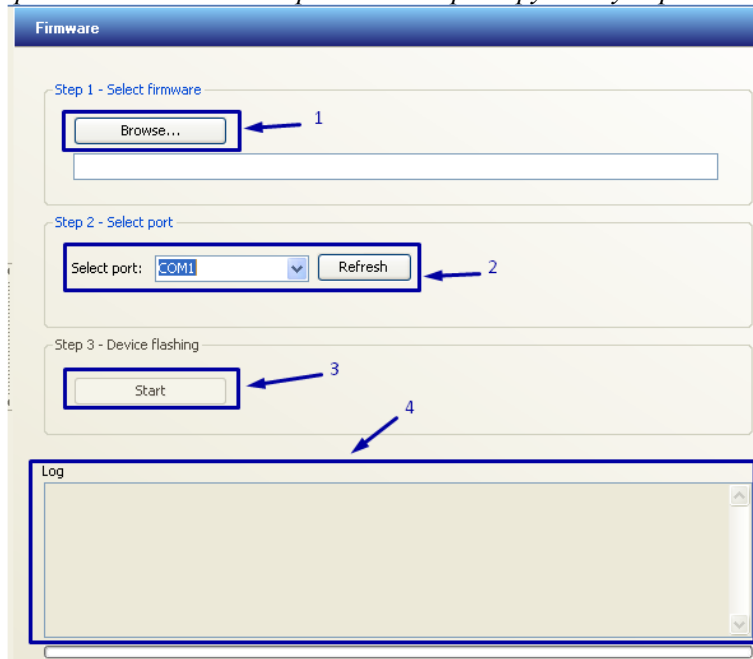 Firmware
Step 1 - Select firmware
Browse...
1
Step 2 - Select port
Select port: COM1 Refresh
2
Step 3 - Device flashing
Start
3
4
Log